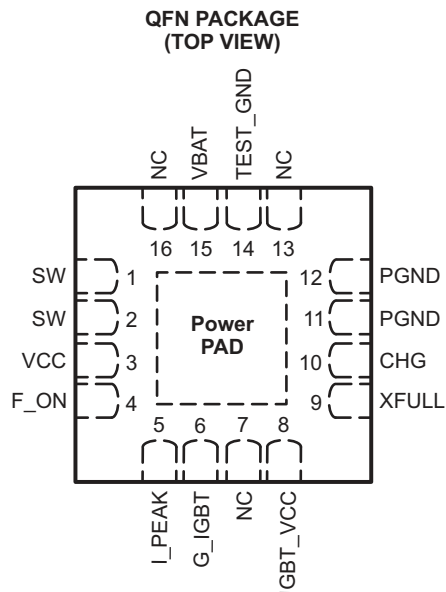 QFN PACKAGE
(TOP VIEW)
NC
VBAT
TEST_GND
NC
16 15 14 13
SW 1
SW 2
VCC 3
F_ON 4
Power
PAD
12 PGND
11 PGND
10 CHG
9 XFULL
5 6 7 8
I_PEAK
G_IGBT
NC
IGBT_VCC